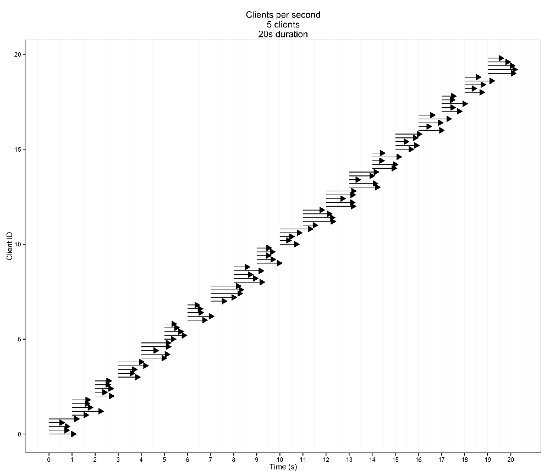 Clients per second
5 clients
20s duration
20
15
10
5
0
Client ID
0 1 2 3 4 5 6 7 8 9 10 11 12 13 14 15 16 17 18 19 20
Time (s)